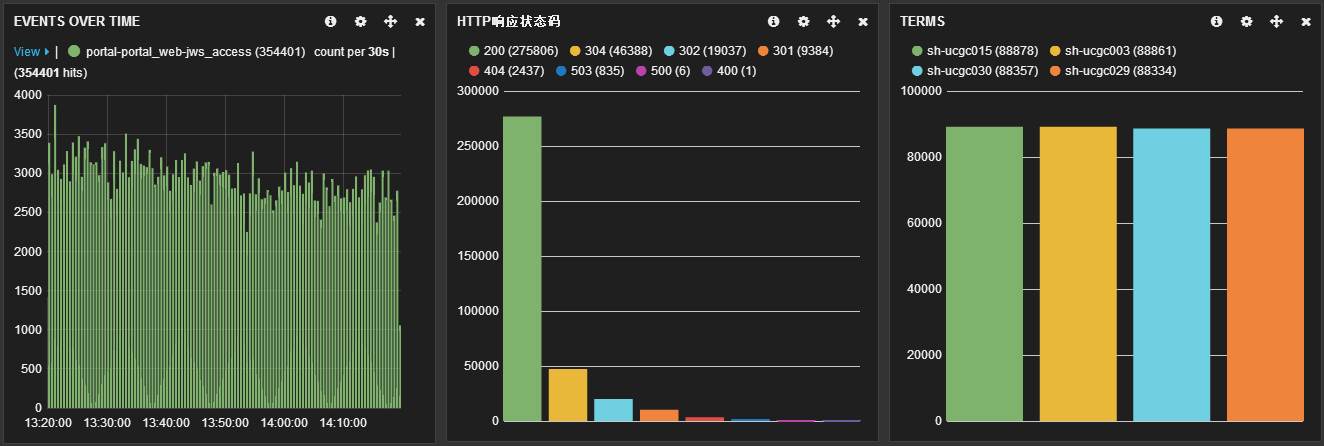 EVENTS OVER TIME
View | portal-portal_web-jws_access (354401) count per 30s |
(354401 hits)
4000
3500
3000
2500
2000
1500
1000
500
0
13:20:00 13:30:00 13:40:00 13:50:00 14:00:00 14:10:00
HTTP响应状态码
200 (275806) 304 (46388) 302 (19037) 301 (9384)
404 (2437) 503 (835) 500 (6) 400 (1)
300000
250000
200000
150000
100000
50000
0
TERMS
sh-ucgc015 (88878) sh-ucgc003 (88861)
sh-ucgc030 (88357) sh-ucgc029 (88334)
100000
80000
60000
40000
20000
0